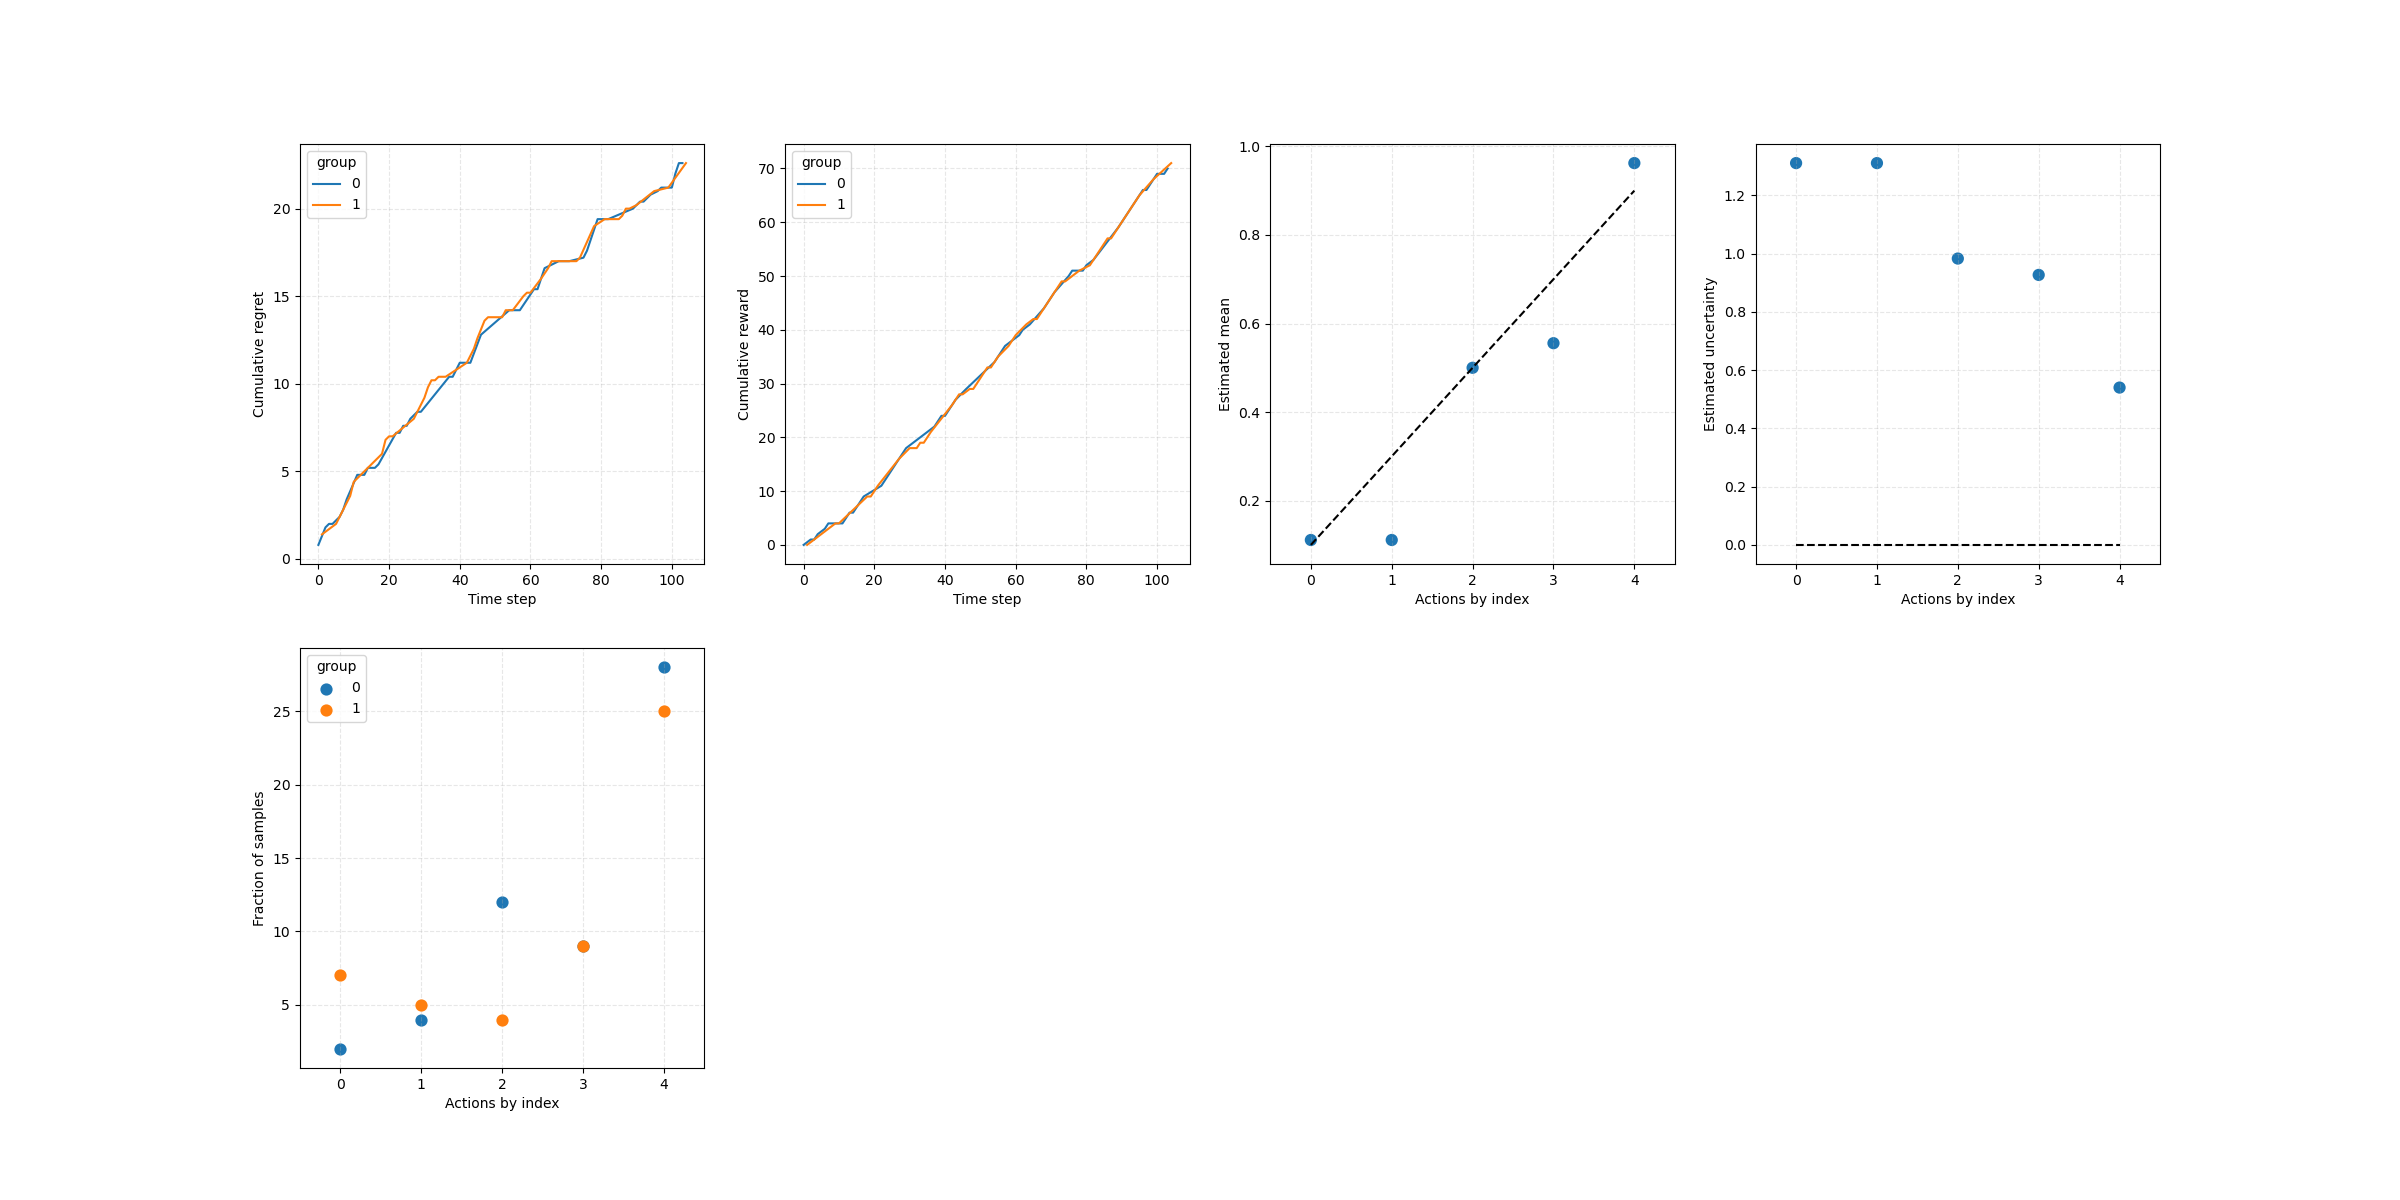 group
0
1
20
15
10
5
0
Cumulative regret
0 20 40 60 80 100
Time step
group
0
1
70
60
50
40
30
20
10
0
Cumulative reward
0 20 40 60 80 100
Time step
1.0
0.8
0.6
0.4
0.2
Estimated mean
0 1 2 3 4
Actions by index
1.2
1.0
0.8
0.6
0.4
0.2
0.0
Estimated uncertainty
0 1 2 3 4
Actions by index
group
0
1
25
20
15
10
5
Fraction of samples
0 1 2 3 4
Actions by index